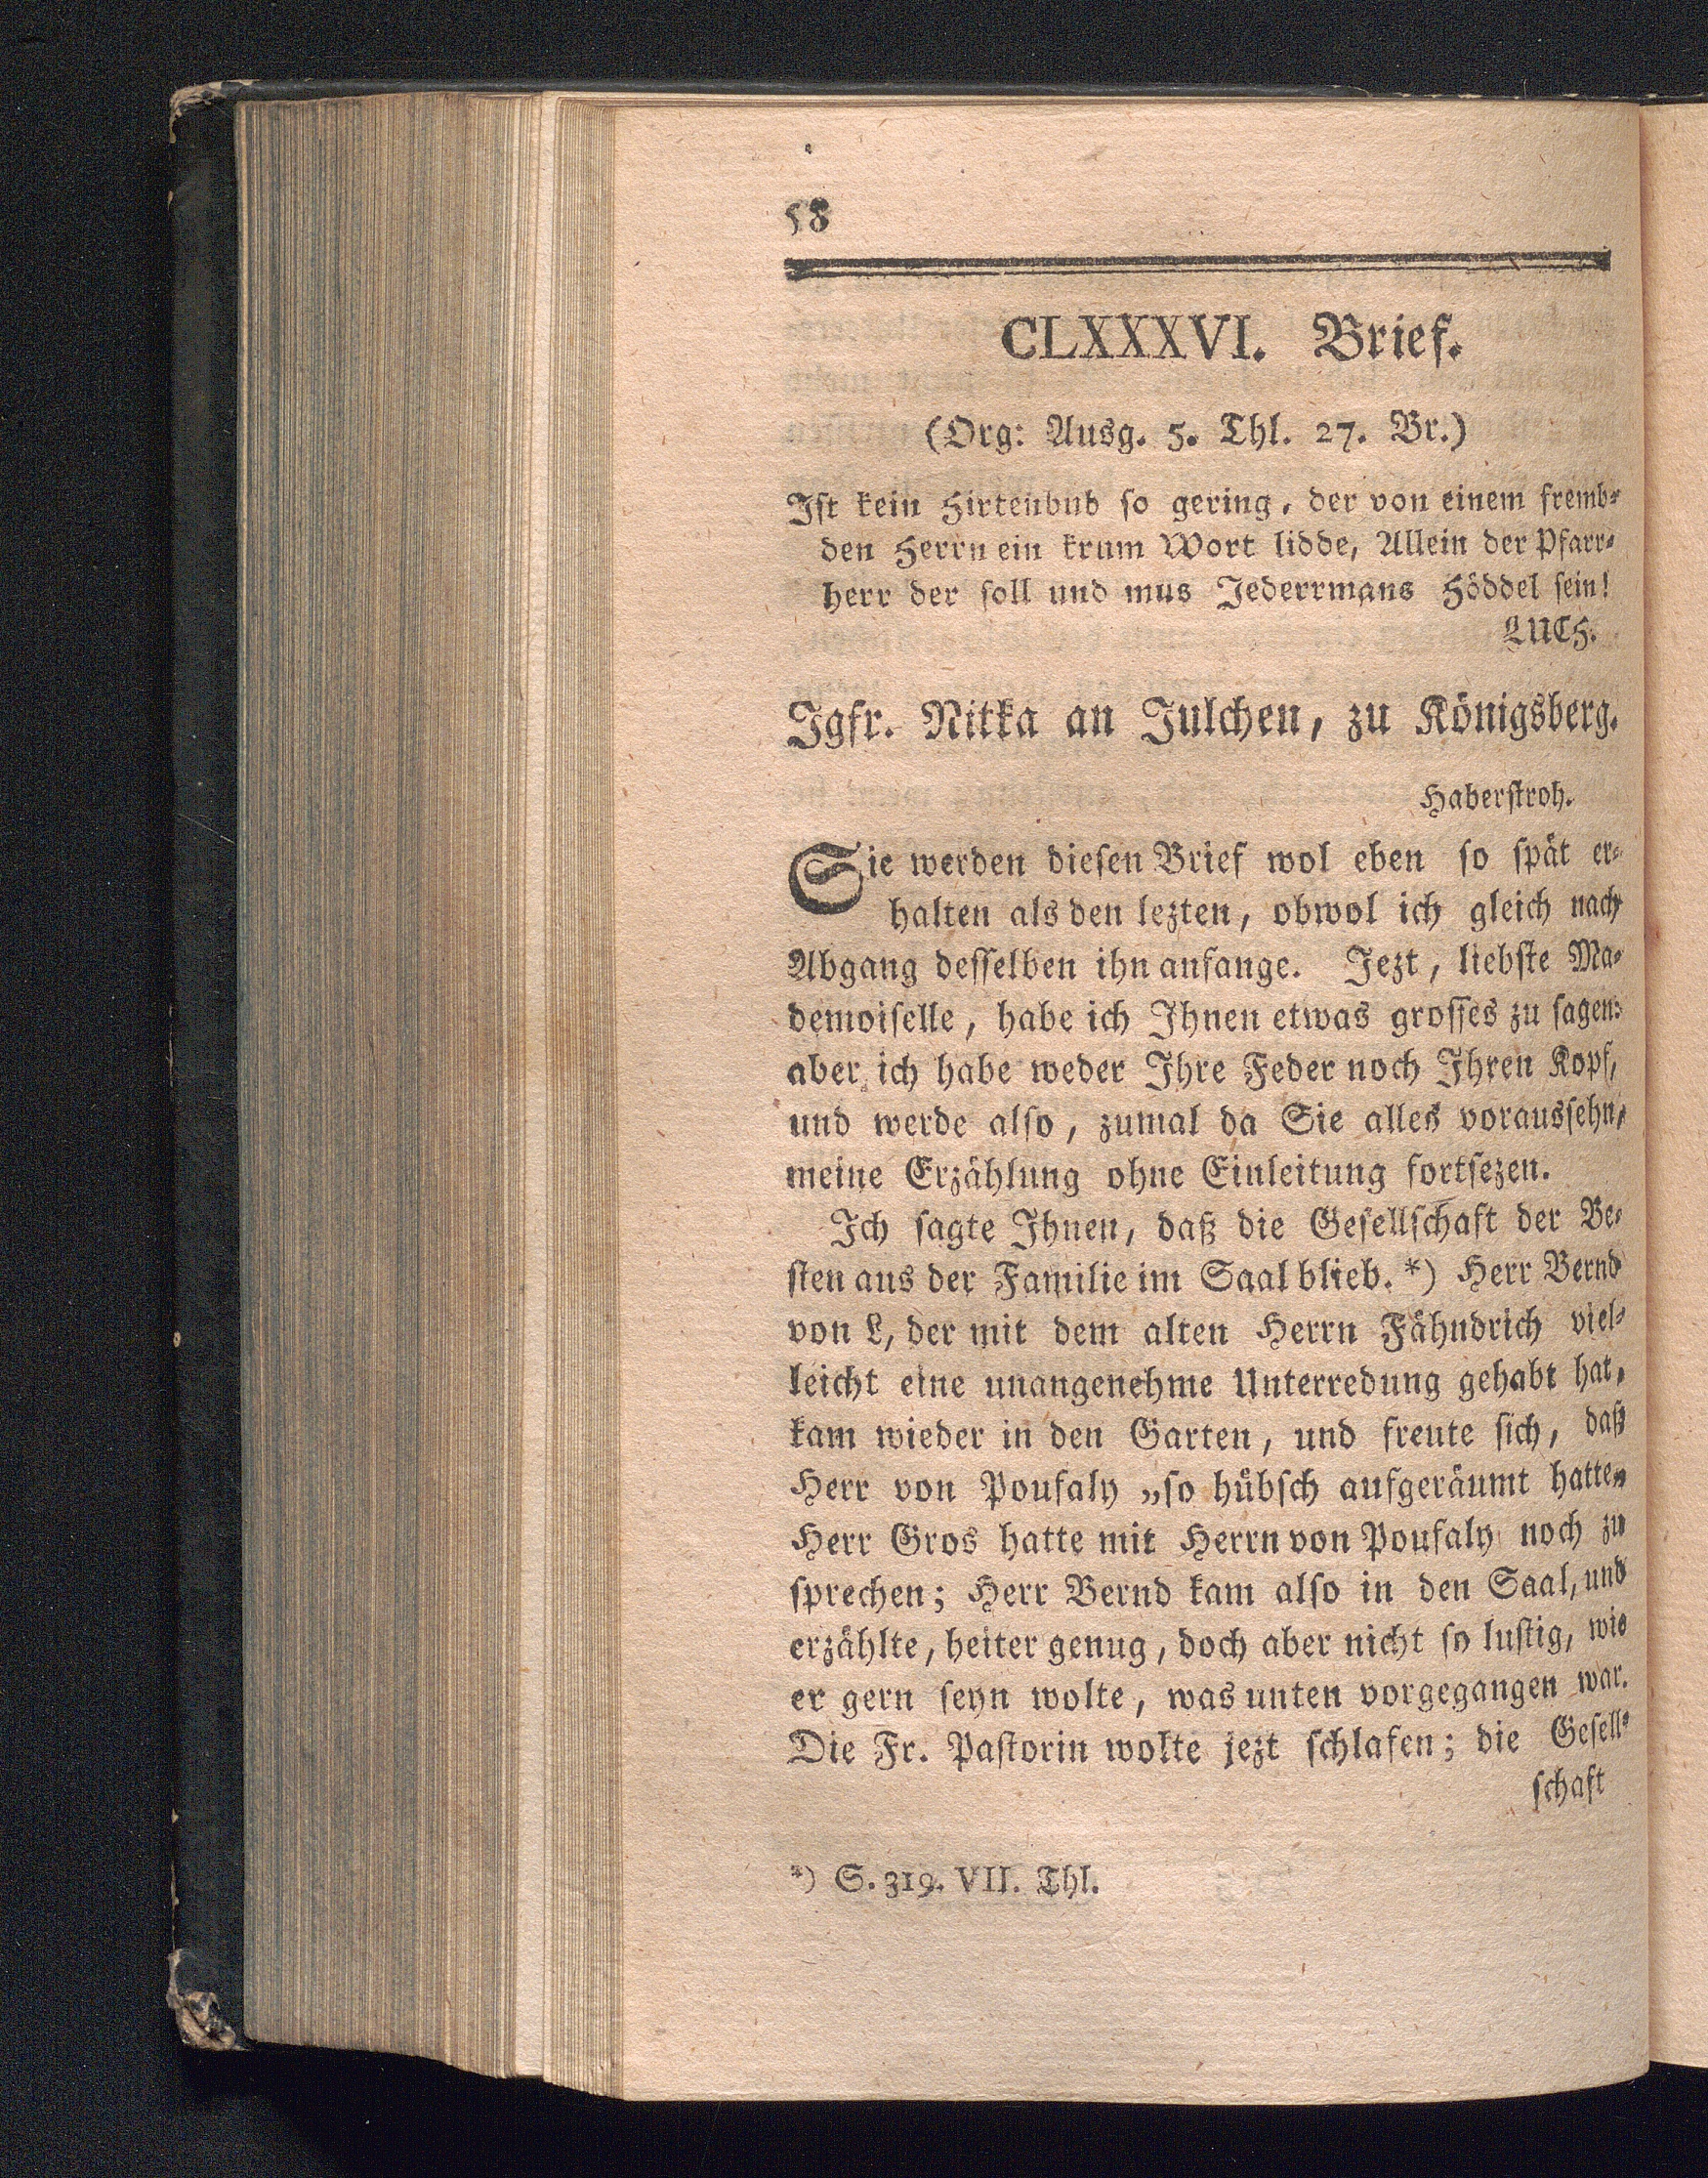 58
CLXXXVI. Brief.
(Org: Ausg. 5. Thl. 27. Br.)
Iſt kein Hirtenbub ſo gering, der von einem fremb⸗
den Herrn ein krum Wort lidde, Allein der Pfarr⸗
herr der ſoll und mus Jederrmans Höddel ſein!
LUTH.
Jgfr. Nitka an Julchen, zu Königsberg.
Haberſtroh.
Sie werden dieſen Brief wol eben ſo ſpät er⸗
halten als den lezten, obwol ich gleich nach
Abgang deſſelben ihn anfange. Jezt, liebſte Ma⸗
demoiſelle, habe ich Ihnen etwas groſſes zu ſagen:
aber ich habe weder Ihre Feder noch Ihren Kopf,
und werde alſo, zumal da Sie alles vorausſehn,
meine Erzählung ohne Einleitung fortſezen.
Ich ſagte Ihnen, daß die Geſellſchaft der Be⸗
ſten aus der Familie im Saal blieb. *) Herr Bernd
von L, der mit dem alten Herrn Fähndrich viel⸗
leicht eine unangenehme Unterredung gehabt hat,
kam wieder in den Garten, und freute ſich, daß
Herr von Pouſaly „ſo hübſch aufgeräumt hatte„
Herr Gros hatte mit Herrn von Pouſaly noch zu
ſprechen; Herr Bernd kam alſo in den Saal, und
erzählte, heiter genug, doch aber nicht ſo luſtig, wie
er gern ſeyn wolte, was unten vorgegangen war.
Die Fr. Paſtorin wolte jezt ſchlafen; die Geſell⸗
ſchaft
*) S. 319. VII. Thl.